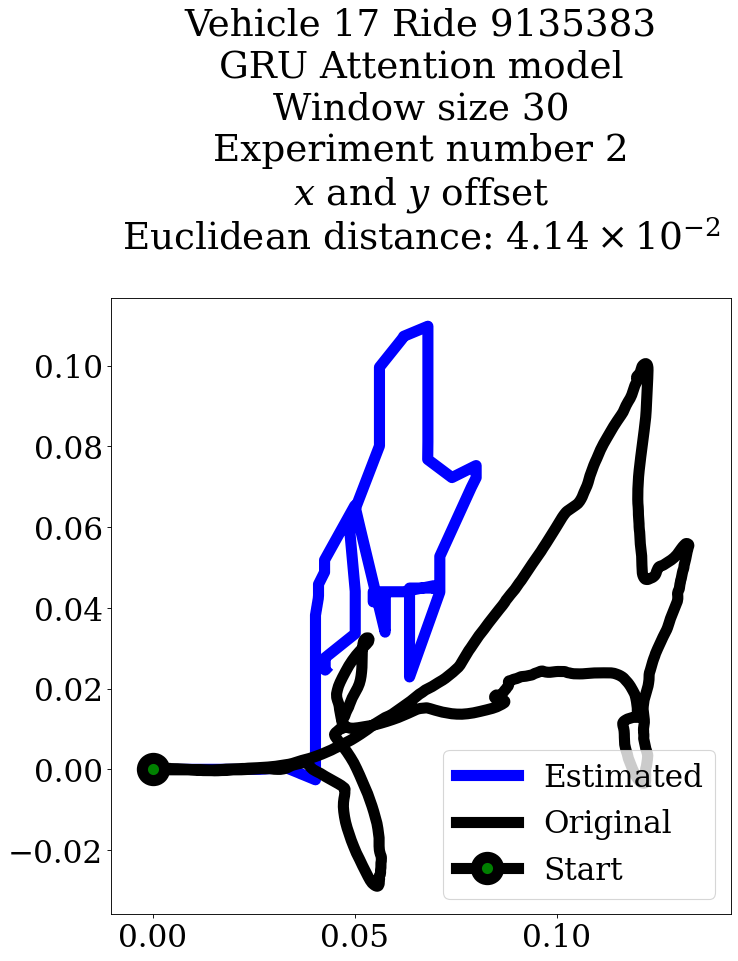 Vehicle 17 Ride 9135383
GRU Attention model
Window size 30
Experiment number 2
x and y offset
Euclidean distance: 4.14 × 10⁻²
0.10
0.08
0.06
0.04
0.02
0.00
−0.02
0.00 0.05 0.10
Estimated
Original
Start